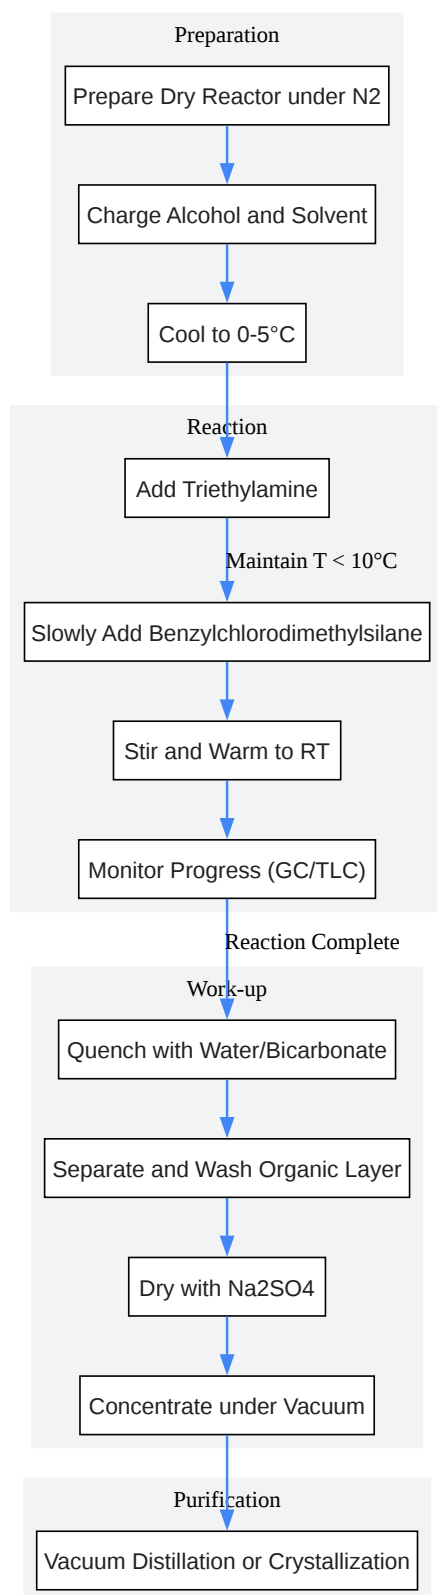 Preparation
Prepare Dry Reactor under N2
Charge Alcohol and Solvent
Cool to 0-5°C
Reaction
Add Triethylamine
Maintain T < 10°C
Slowly Add Benzylchlorodimethylsilane
Stir and Warm to RT
Monitor Progress (GC/TLC)
Reaction Complete
Work-up
Quench with Water/Bicarbonate
Separate and Wash Organic Layer
Dry with Na2SO4
Concentrate under Vacuum
Purification
Vacuum Distillation or Crystallization